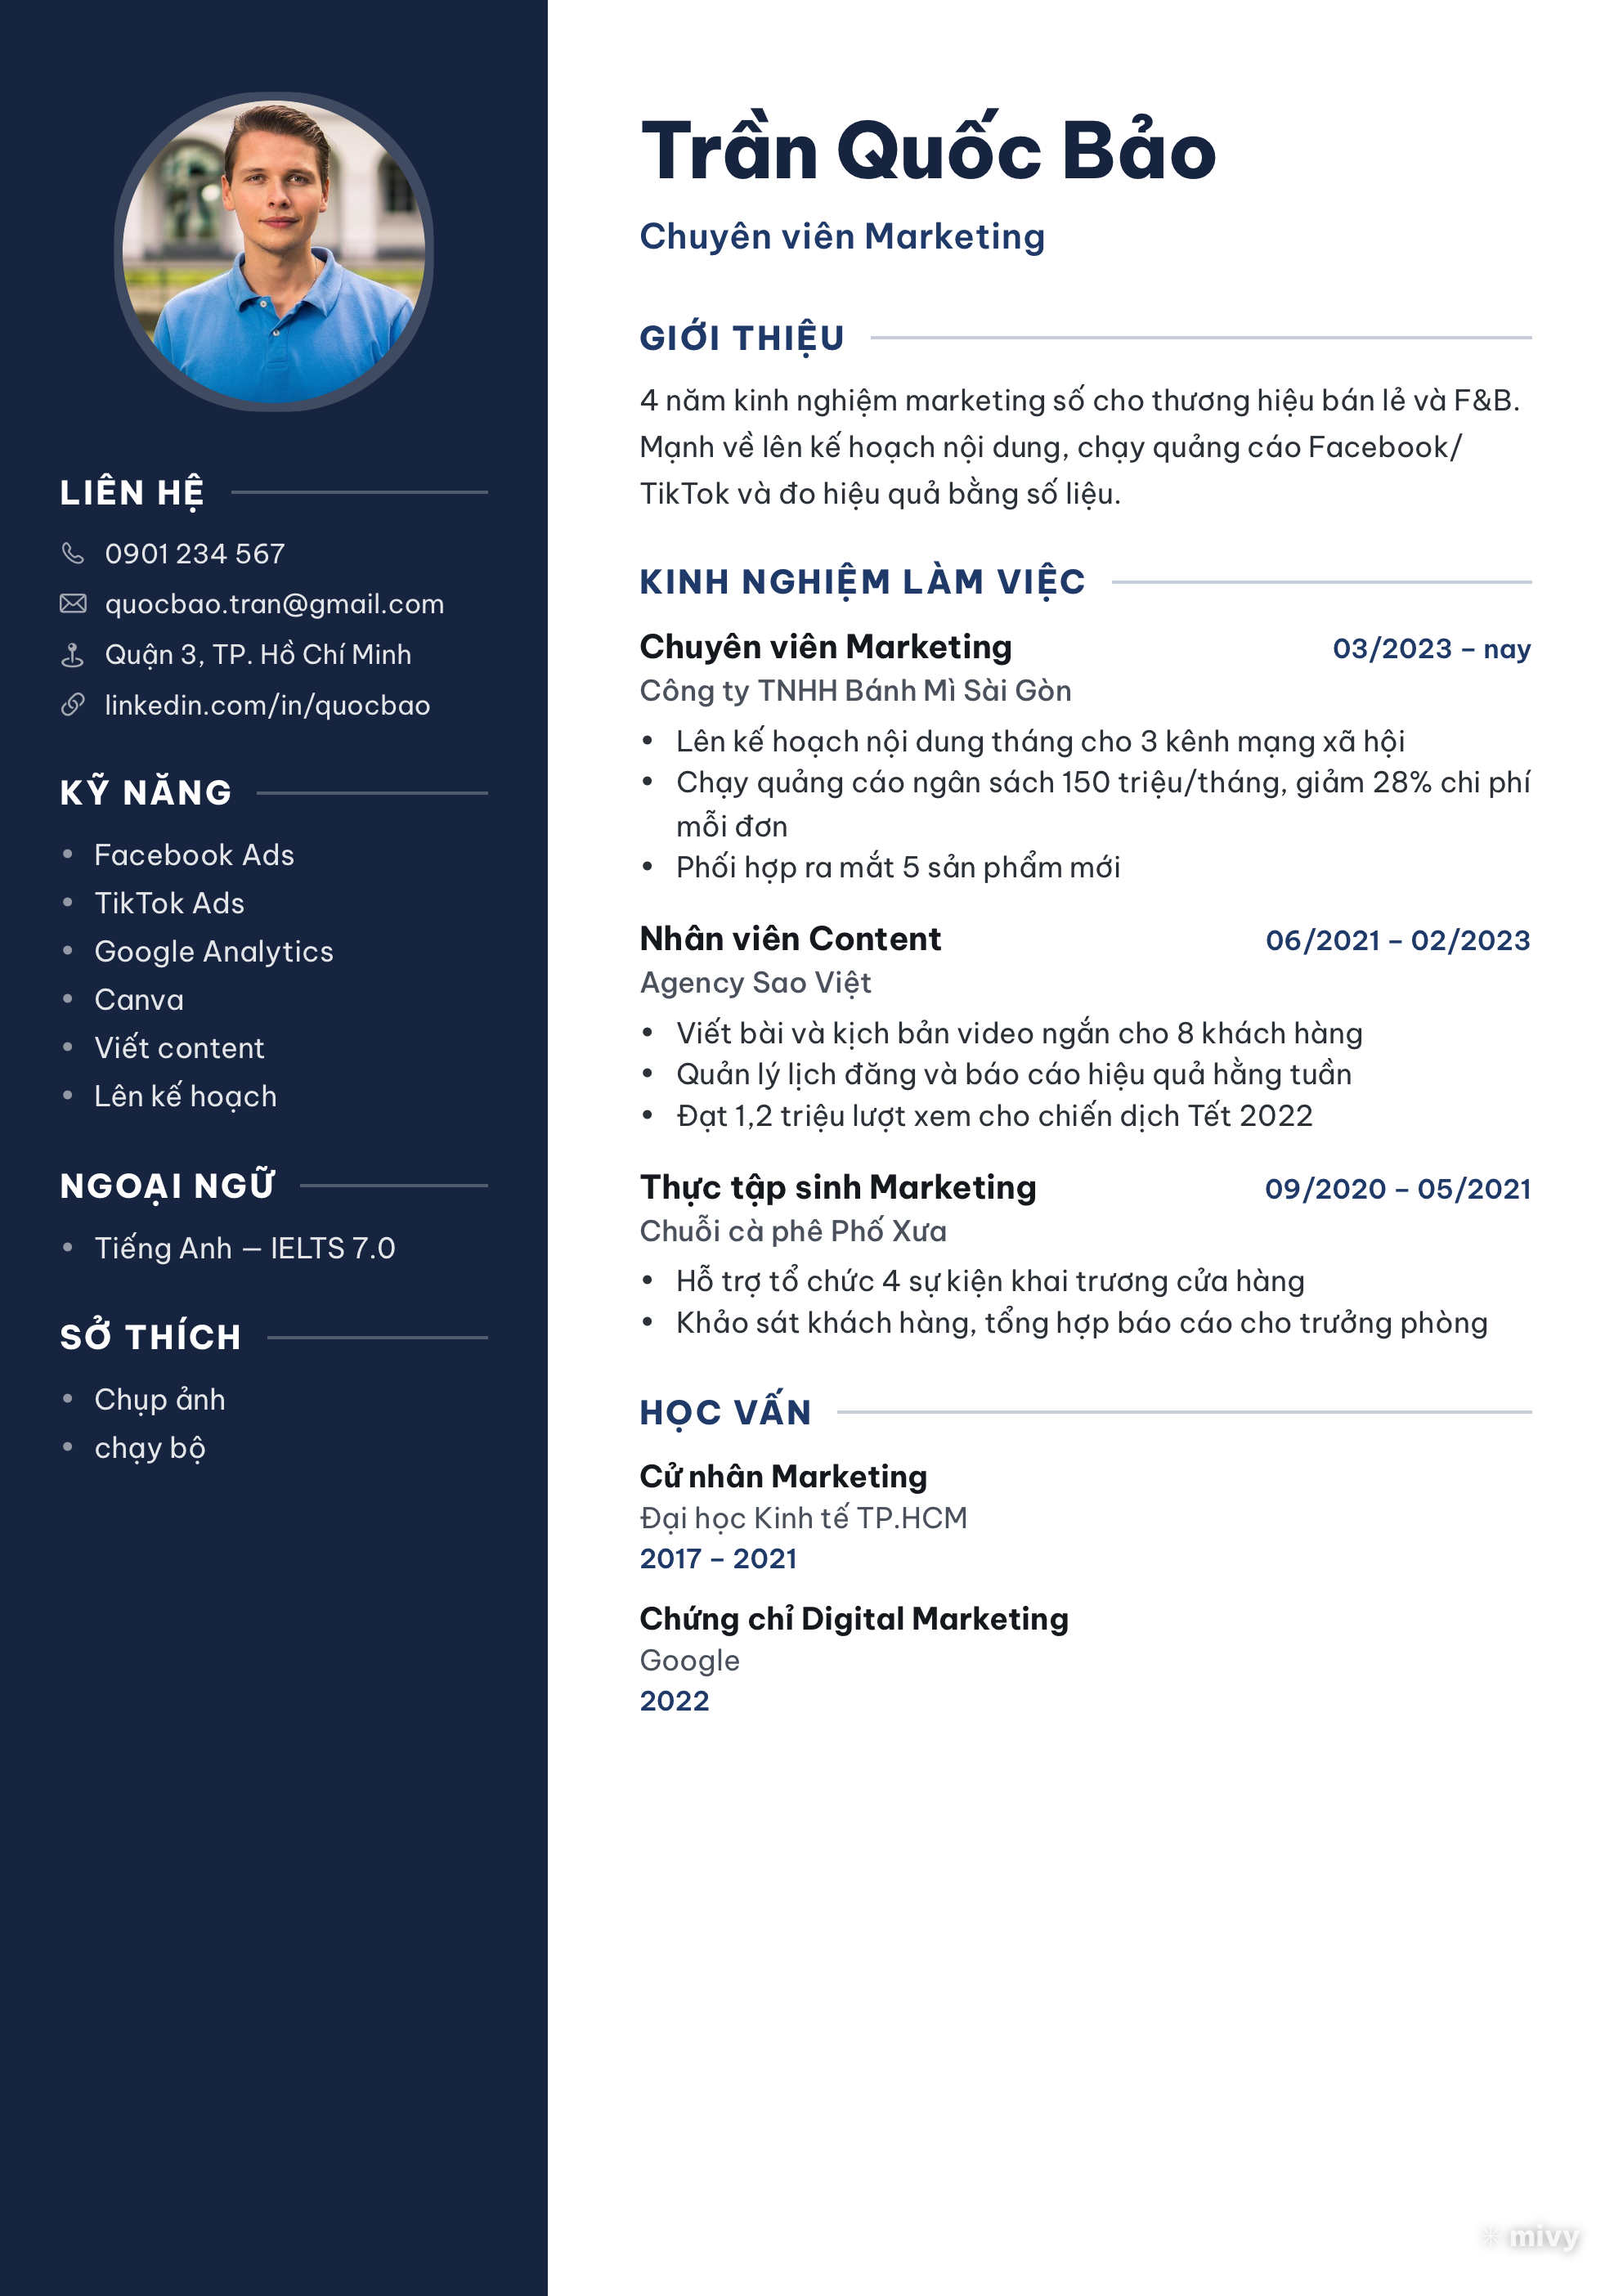 LIÊN HỆ
0901 234 567
quocbao.tran@gmail.com
Quận 3, TP. Hồ Chí Minh
linkedin.com/in/quocbao
KỸ NĂNG
• Facebook Ads
• TikTok Ads
• Google Analytics
• Canva
• Viết content
• Lên kế hoạch
NGOẠI NGỮ
• Tiếng Anh — IELTS 7.0
SỞ THÍCH
• Chụp ảnh
• chạy bộ
Trần Quốc Bảo
Chuyên viên Marketing
GIỚI THIỆU
4 năm kinh nghiệm marketing số cho thương hiệu bán lẻ và F&B.
Mạnh về lên kế hoạch nội dung, chạy quảng cáo Facebook/
TikTok và đo hiệu quả bằng số liệu.
KINH NGHIỆM LÀM VIỆC
Chuyên viên Marketing 03/2023 – nay
Công ty TNHH Bánh Mì Sài Gòn
• Lên kế hoạch nội dung tháng cho 3 kênh mạng xã hội
• Chạy quảng cáo ngân sách 150 triệu/tháng, giảm 28% chi phí
mỗi đơn
• Phối hợp ra mắt 5 sản phẩm mới
Nhân viên Content 06/2021 – 02/2023
Agency Sao Việt
• Viết bài và kịch bản video ngắn cho 8 khách hàng
• Quản lý lịch đăng và báo cáo hiệu quả hằng tuần
• Đạt 1,2 triệu lượt xem cho chiến dịch Tết 2022
Thực tập sinh Marketing 09/2020 – 05/2021
Chuỗi cà phê Phố Xưa
• Hỗ trợ tổ chức 4 sự kiện khai trương cửa hàng
• Khảo sát khách hàng, tổng hợp báo cáo cho trưởng phòng
HỌC VẤN
Cử nhân Marketing
Đại học Kinh tế TP.HCM
2017 – 2021
Chứng chỉ Digital Marketing
Google
2022
mivy